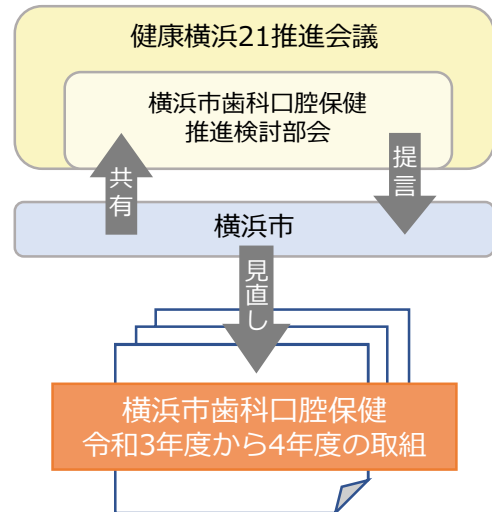 健康横浜21推進会議
横浜市歯科口腔保健
推進検討部会
共有
提言
横浜市
見直し
横浜市歯科口腔保健
令和3年度から4年度の取組